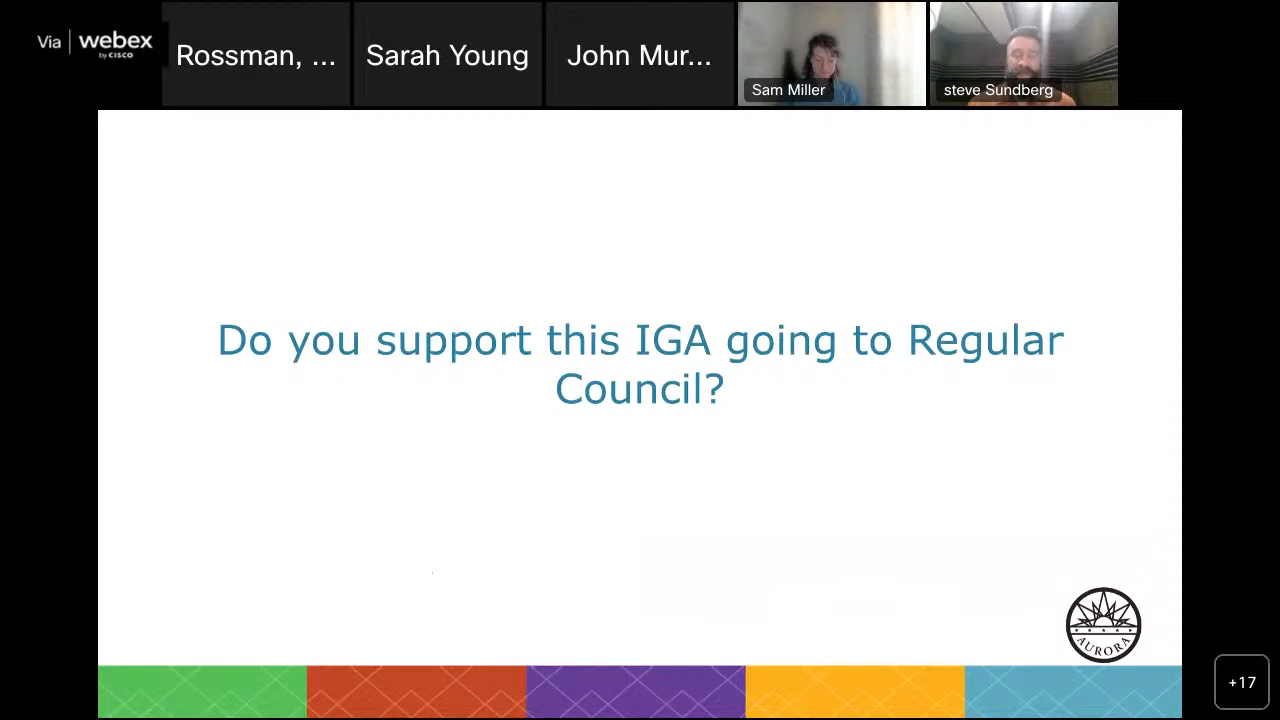 Via webex
by CISCO
Rossman, ...
Sarah Young
John Mur...
Sam Miller
steve Sundberg
Do you support this IGA going to Regular
Council?
AURORA
+17